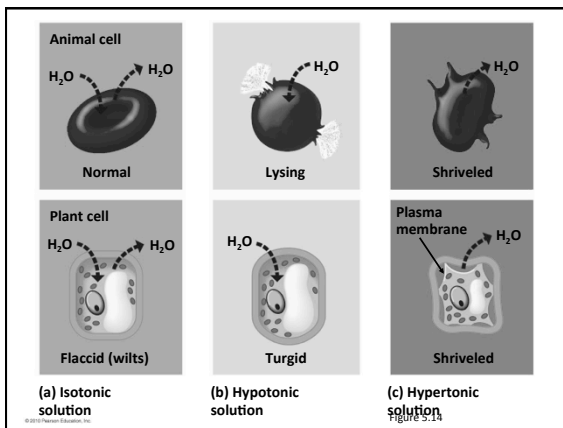 Animal cell
H₂O
H₂O
Normal
H₂O
Lysing
H₂O
Shriveled
Plant cell
H₂O
H₂O
Flaccid (wilts)
H₂O
Turgid
Plasma
membrane
H₂O
Shriveled
(a) Isotonic
solution
(b) Hypotonic
solution
(c) Hypertonic
solution
Figure 5.14
© 2010 Pearson Education, Inc.